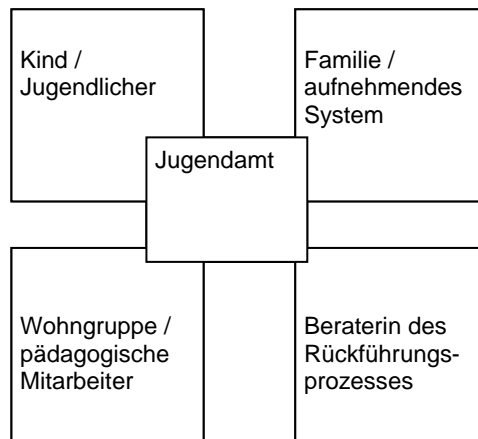 Kind /
Jugendlicher
Familie /
aufnehmendes
System
Jugendamt
Wohngruppe /
pädagogische
Mitarbeiter
Beraterin des
Rückführungs-
prozesses